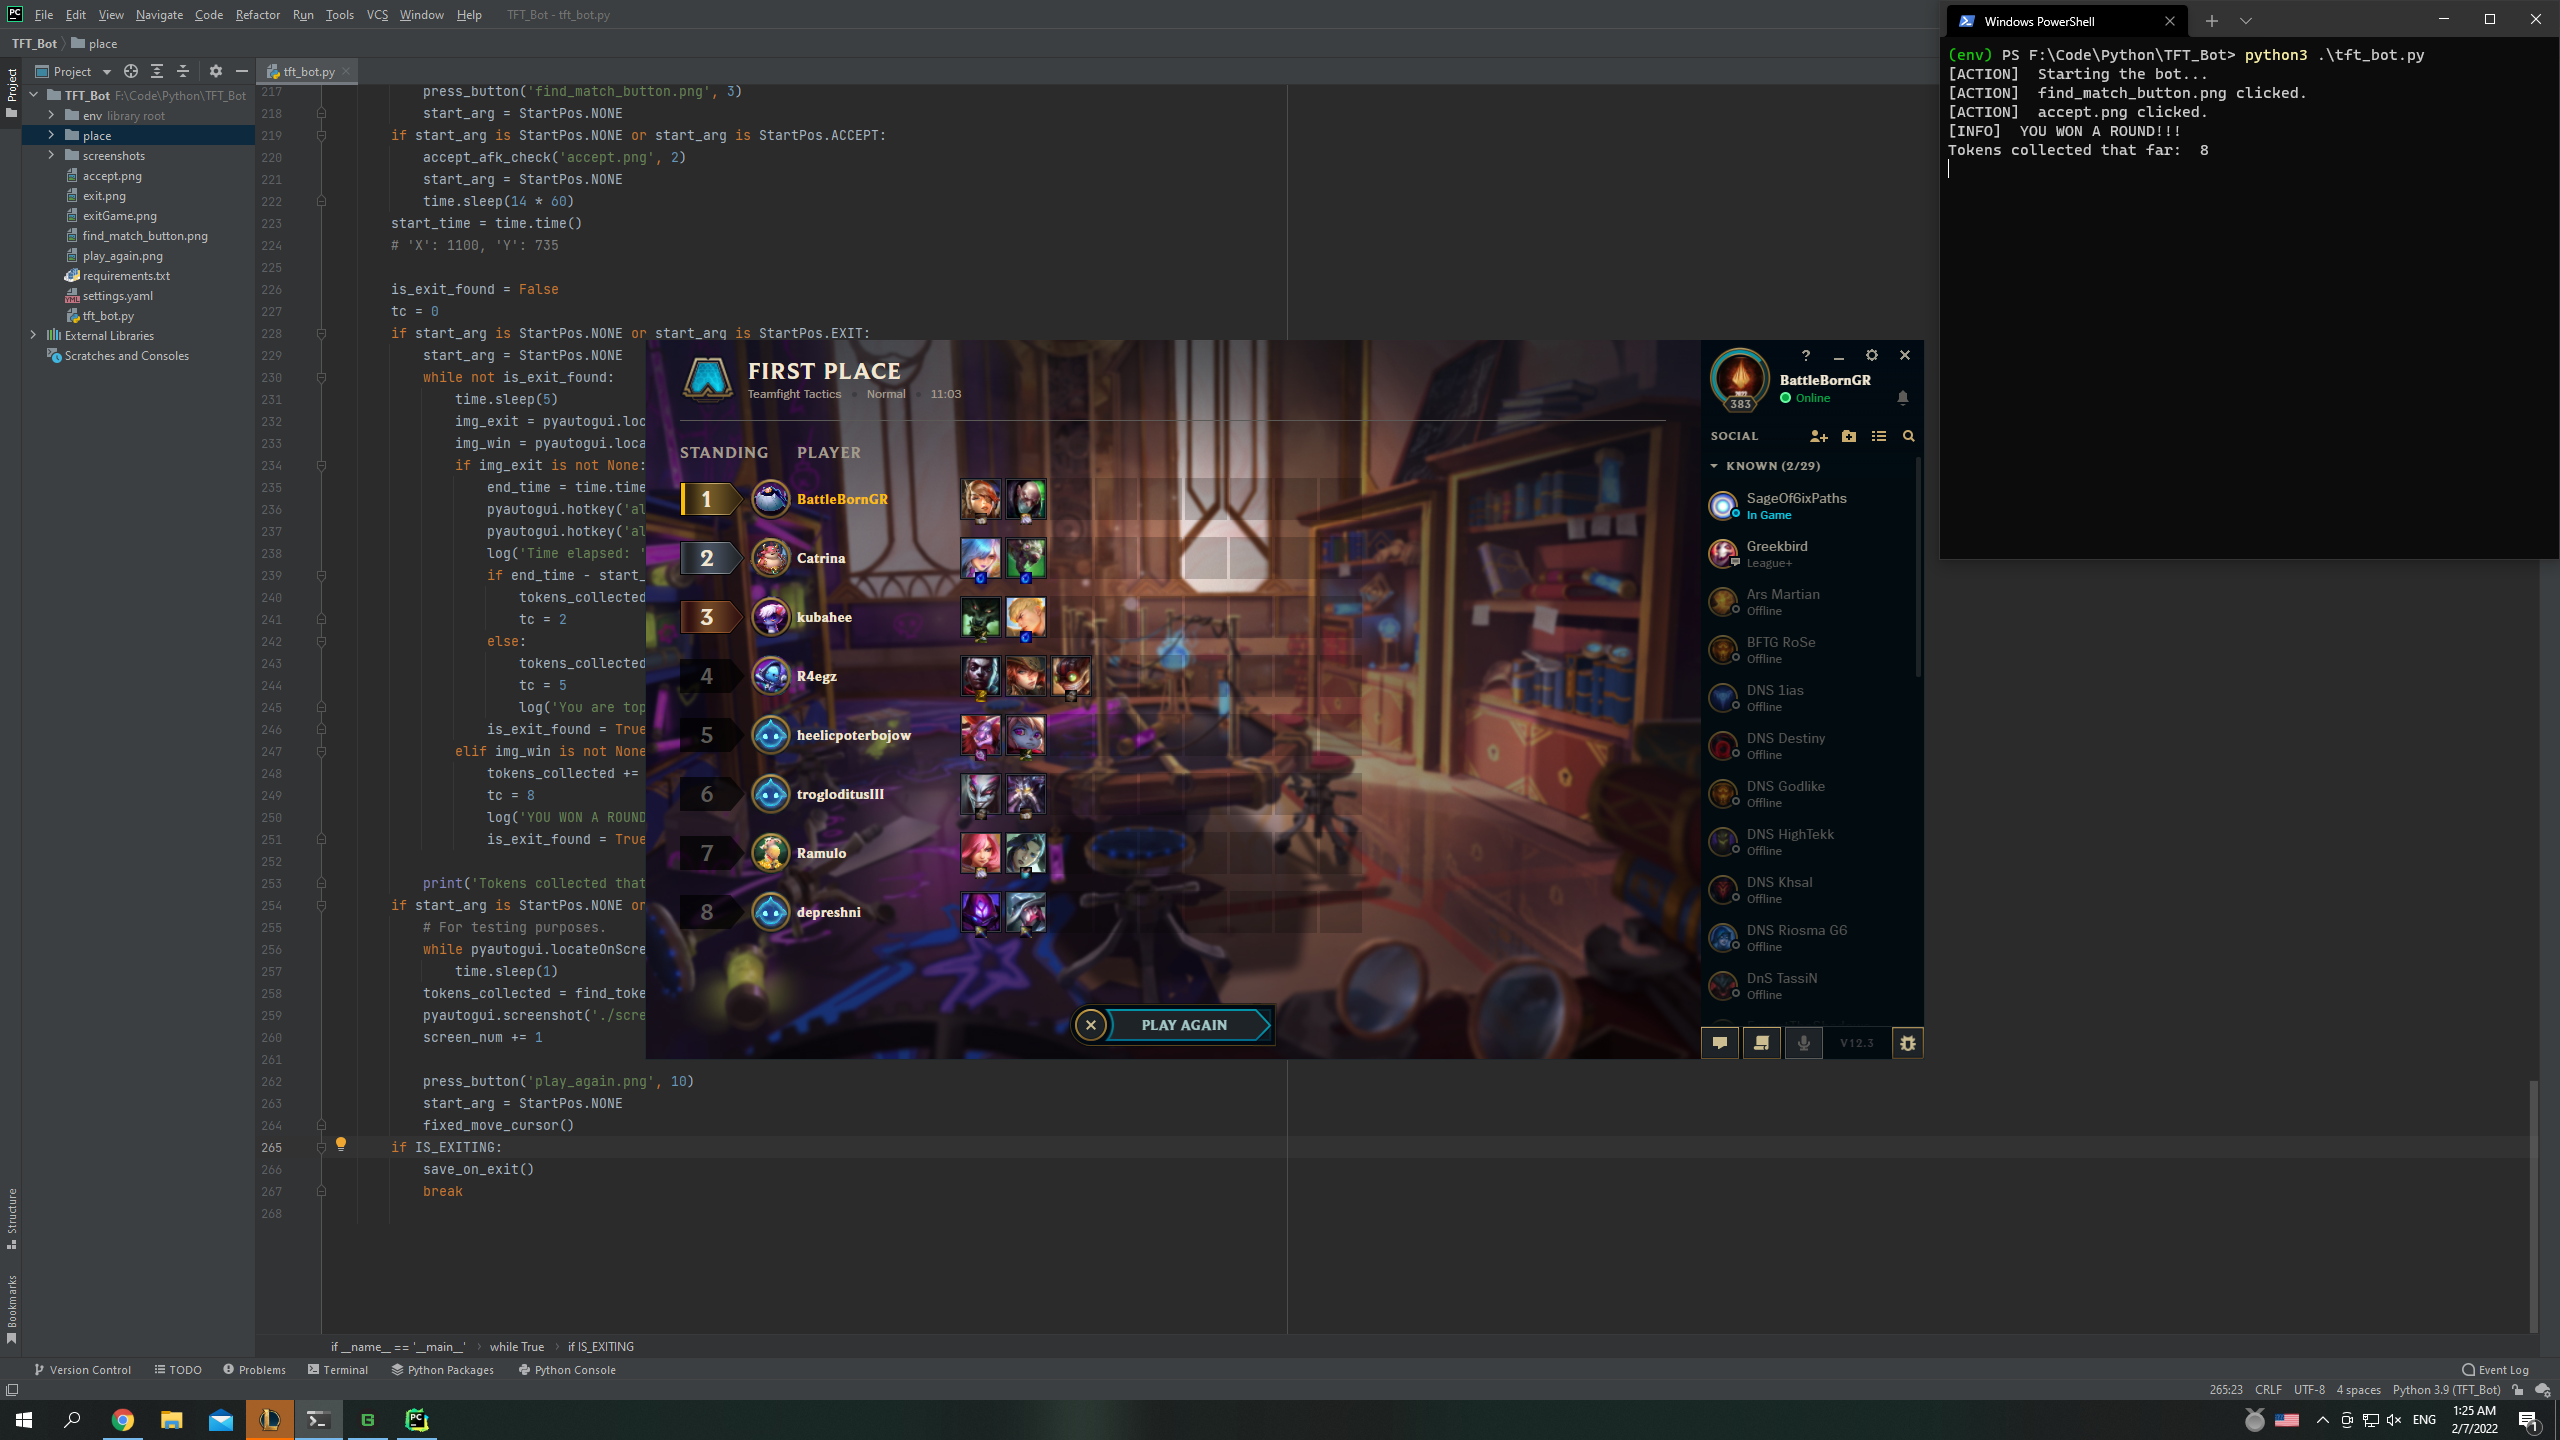 File Edit View Navigate Code Refactor Run Tools VCS Window Help TFT_Bot - tft_bot.py
TFT_Bot place
Project
tft_bot.py
Project
TFT_Bot F:\Code\Python\TFT_Bot
env library root
place
screenshots
accept.png
exit.png
exitGame.png
find_match_button.png
play_again.png
requirements.txt
settings.yaml
tft_bot.py
External Libraries
Scratches and Consoles
Structure
Bookmarks
217 press_button('find_match_button.png', 3)
218 start_arg = StartPos.NONE
219 if start_arg is StartPos.NONE or start_arg is StartPos.ACCEPT:
220 accept_afk_check('accept.png', 2)
221 start_arg = StartPos.NONE
222 time.sleep(14 * 60)
223 start_time = time.time()
224 # 'X': 1100, 'Y': 735
225
226 is_exit_found = False
227 tc = 0
228 if start_arg is StartPos.NONE or start_arg is StartPos.EXIT:
229 start_arg = StartPos.NONE
230 while not is_exit_found:
231 time.sleep(5)
232 img_exit = pyautogui.loc
233 img_win = pyautogui.loca
234 if img_exit is not None:
235 end_time = time.time
236 pyautogui.hotkey('al
237 pyautogui.hotkey('al
238 log('Time elapsed: '
239 if end_time - start_
240 tokens_collected
241 tc = 2
242 else:
243 tokens_collected
244 tc = 5
245 log('You are top
246 is_exit_found = True
247 elif img_win is not None
248 tokens_collected +=
249 tc = 8
250 log('YOU WON A ROUND
251 is_exit_found = True
252
253 print('Tokens collected that
254 if start_arg is StartPos.NONE or
255 # For testing purposes.
256 while pyautogui.locateOnScre
257 time.sleep(1)
258 tokens_collected = find_toke
259 pyautogui.screenshot('./scre
260 screen_num += 1
261
262 press_button('play_again.png', 10)
263 start_arg = StartPos.NONE
264 fixed_move_cursor()
265 if IS_EXITING:
266 save_on_exit()
267 break
268
if __name__ == '__main__' while True if IS_EXITING
FIRST PLACE
Teamfight Tactics Normal 11:03
STANDING PLAYER
1 BattleBornGR
2 Catrina
3 kubahee
4 R4egz
5 heelicpoterbojow
6 trogloditusIII
7 Ramulo
8 depreshni
PLAY AGAIN
383
BattleBornGR
Online
SOCIAL
KNOWN (2/29)
SageOf6ixPaths
In Game
Greekbird
League+
Ars Martian
Offline
BFTG RoSe
Offline
DNS 1ias
Offline
DNS Destiny
Offline
DNS Godlike
Offline
DNS HighTekk
Offline
DNS Khsal
Offline
DNS Riosma G6
Offline
DnS TassiN
Offline
V12.3
Windows PowerShell
(env) PS F:\Code\Python\TFT_Bot> python3 .\tft_bot.py
[ACTION] Starting the bot...
[ACTION] find_match_button.png clicked.
[ACTION] accept.png clicked.
[INFO] YOU WON A ROUND!!!
Tokens collected that far: 8
Version Control TODO Problems Terminal Python Packages Python Console Event Log
265:23 CRLF UTF-8 4 spaces Python 3.9 (TFT_Bot)
ENG
1:25 AM
2/7/2022
1